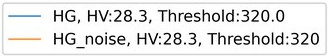 HG, HV:28.3, Threshold:320.0
HG_noise, HV:28.3, Threshold:320